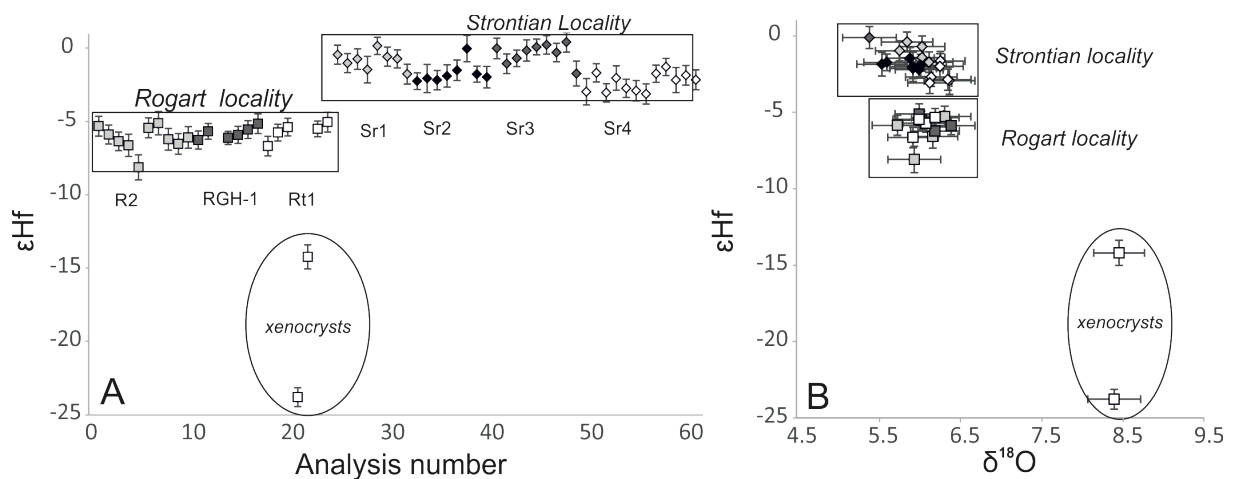 Strontian Locality
Rogart locality
Sr1 Sr2 Sr3 Sr4
R2 RGH-1 Rt1
xenocrysts
A
εHf
0
-5
-10
-15
-20
-25
0 10 20 30 40 50 60
Analysis number
Strontian locality
Rogart locality
xenocrysts
B
εHf
0
-5
-10
-15
-20
-25
4.5 5.5 6.5 7.5 8.5 9.5
δ¹⁸O